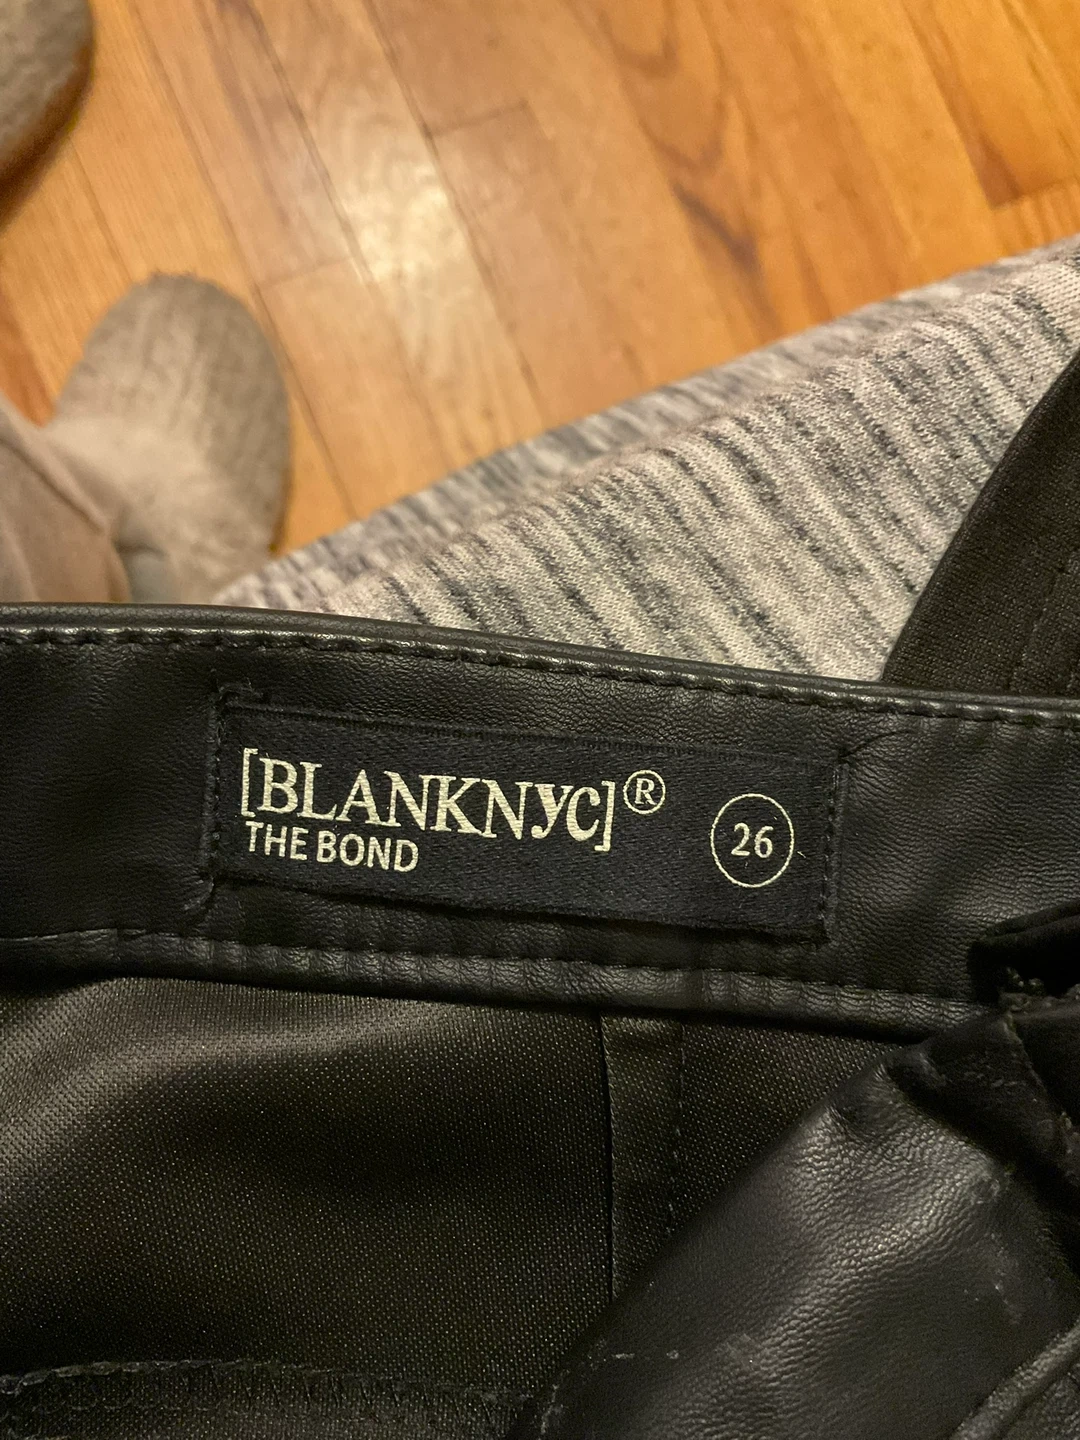 [BLANKNYC]®
THE BOND
26